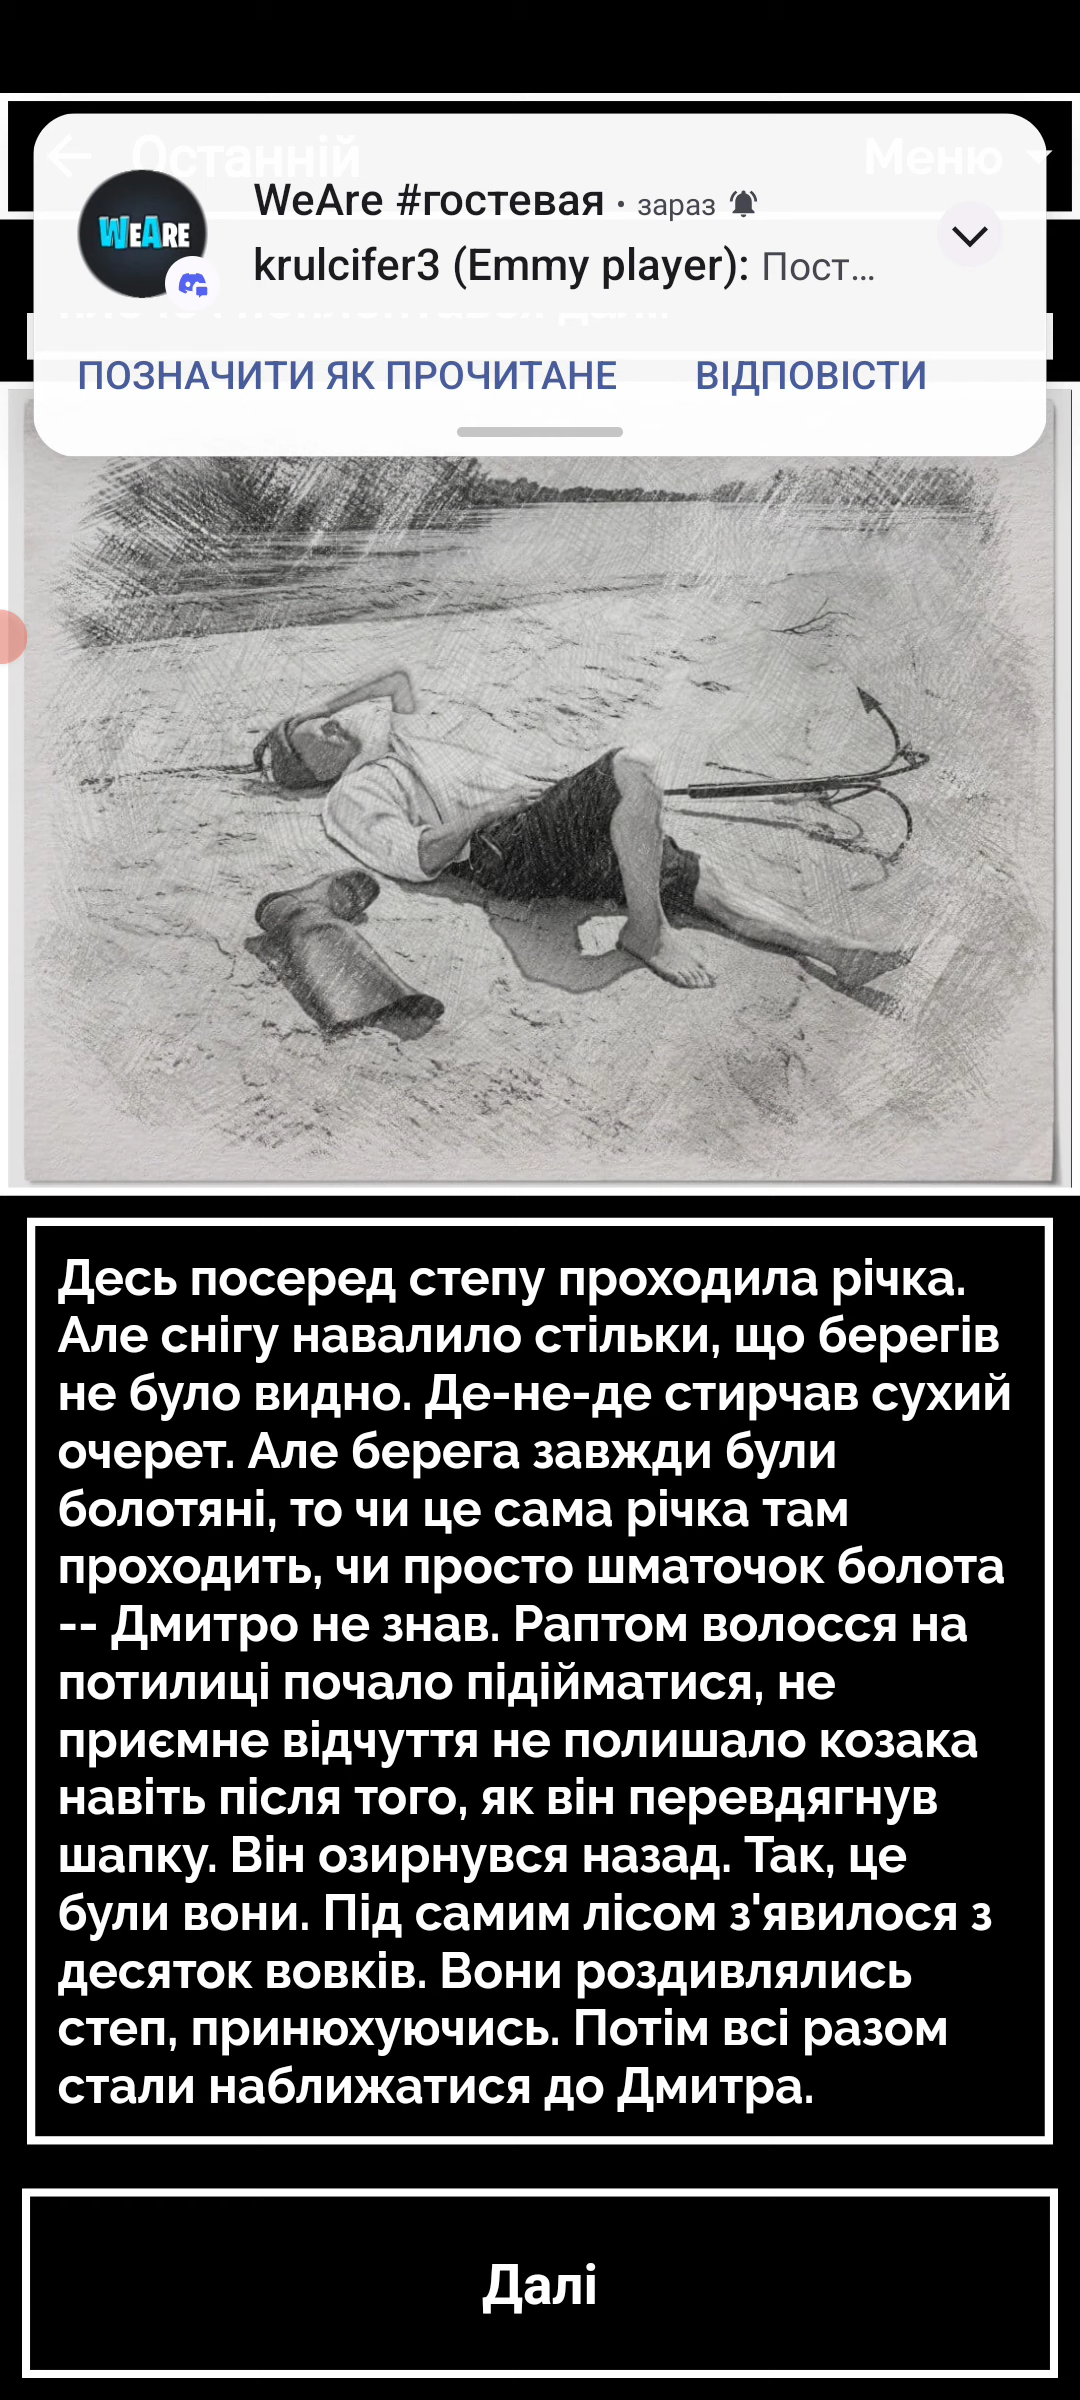 Останній
Меню
WEARE
WeAre #гостевая • зараз
krulcifer3 (Emmy player): Пост...
ПОЗНАЧИТИ ЯК ПРОЧИТАНЕ
ВІДПОВІСТИ
Десь посеред степу проходила річка.
Але снігу навалило стільки, що берегів
не було видно. Де-не-де стирчав сухий
очерет. Але берега завжди були
болотяні, то чи це сама річка там
проходить, чи просто шматочок болота
-- Дмитро не знав. Раптом волосся на
потилиці почало підійматися, не
приємне відчуття не полишало козака
навіть після того, як він перевдягнув
шапку. Він озирнувся назад. Так, це
були вони. Під самим лісом з'явилося з
десяток вовків. Вони роздивлялись
степ, принюхуючись. Потім всі разом
стали наближатися до Дмитра.
Далі